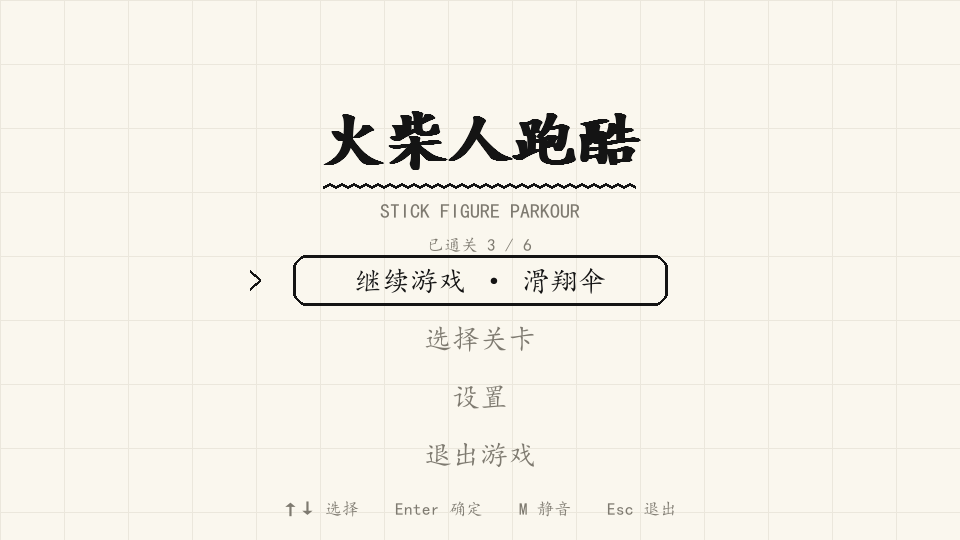 火柴人跑酷
STICK FIGURE PARKOUR
已通关 3 / 6
> 继续游戏 · 滑翔伞
选择关卡
设置
退出游戏
↑↓ 选择 Enter 确定 M 静音 Esc 退出